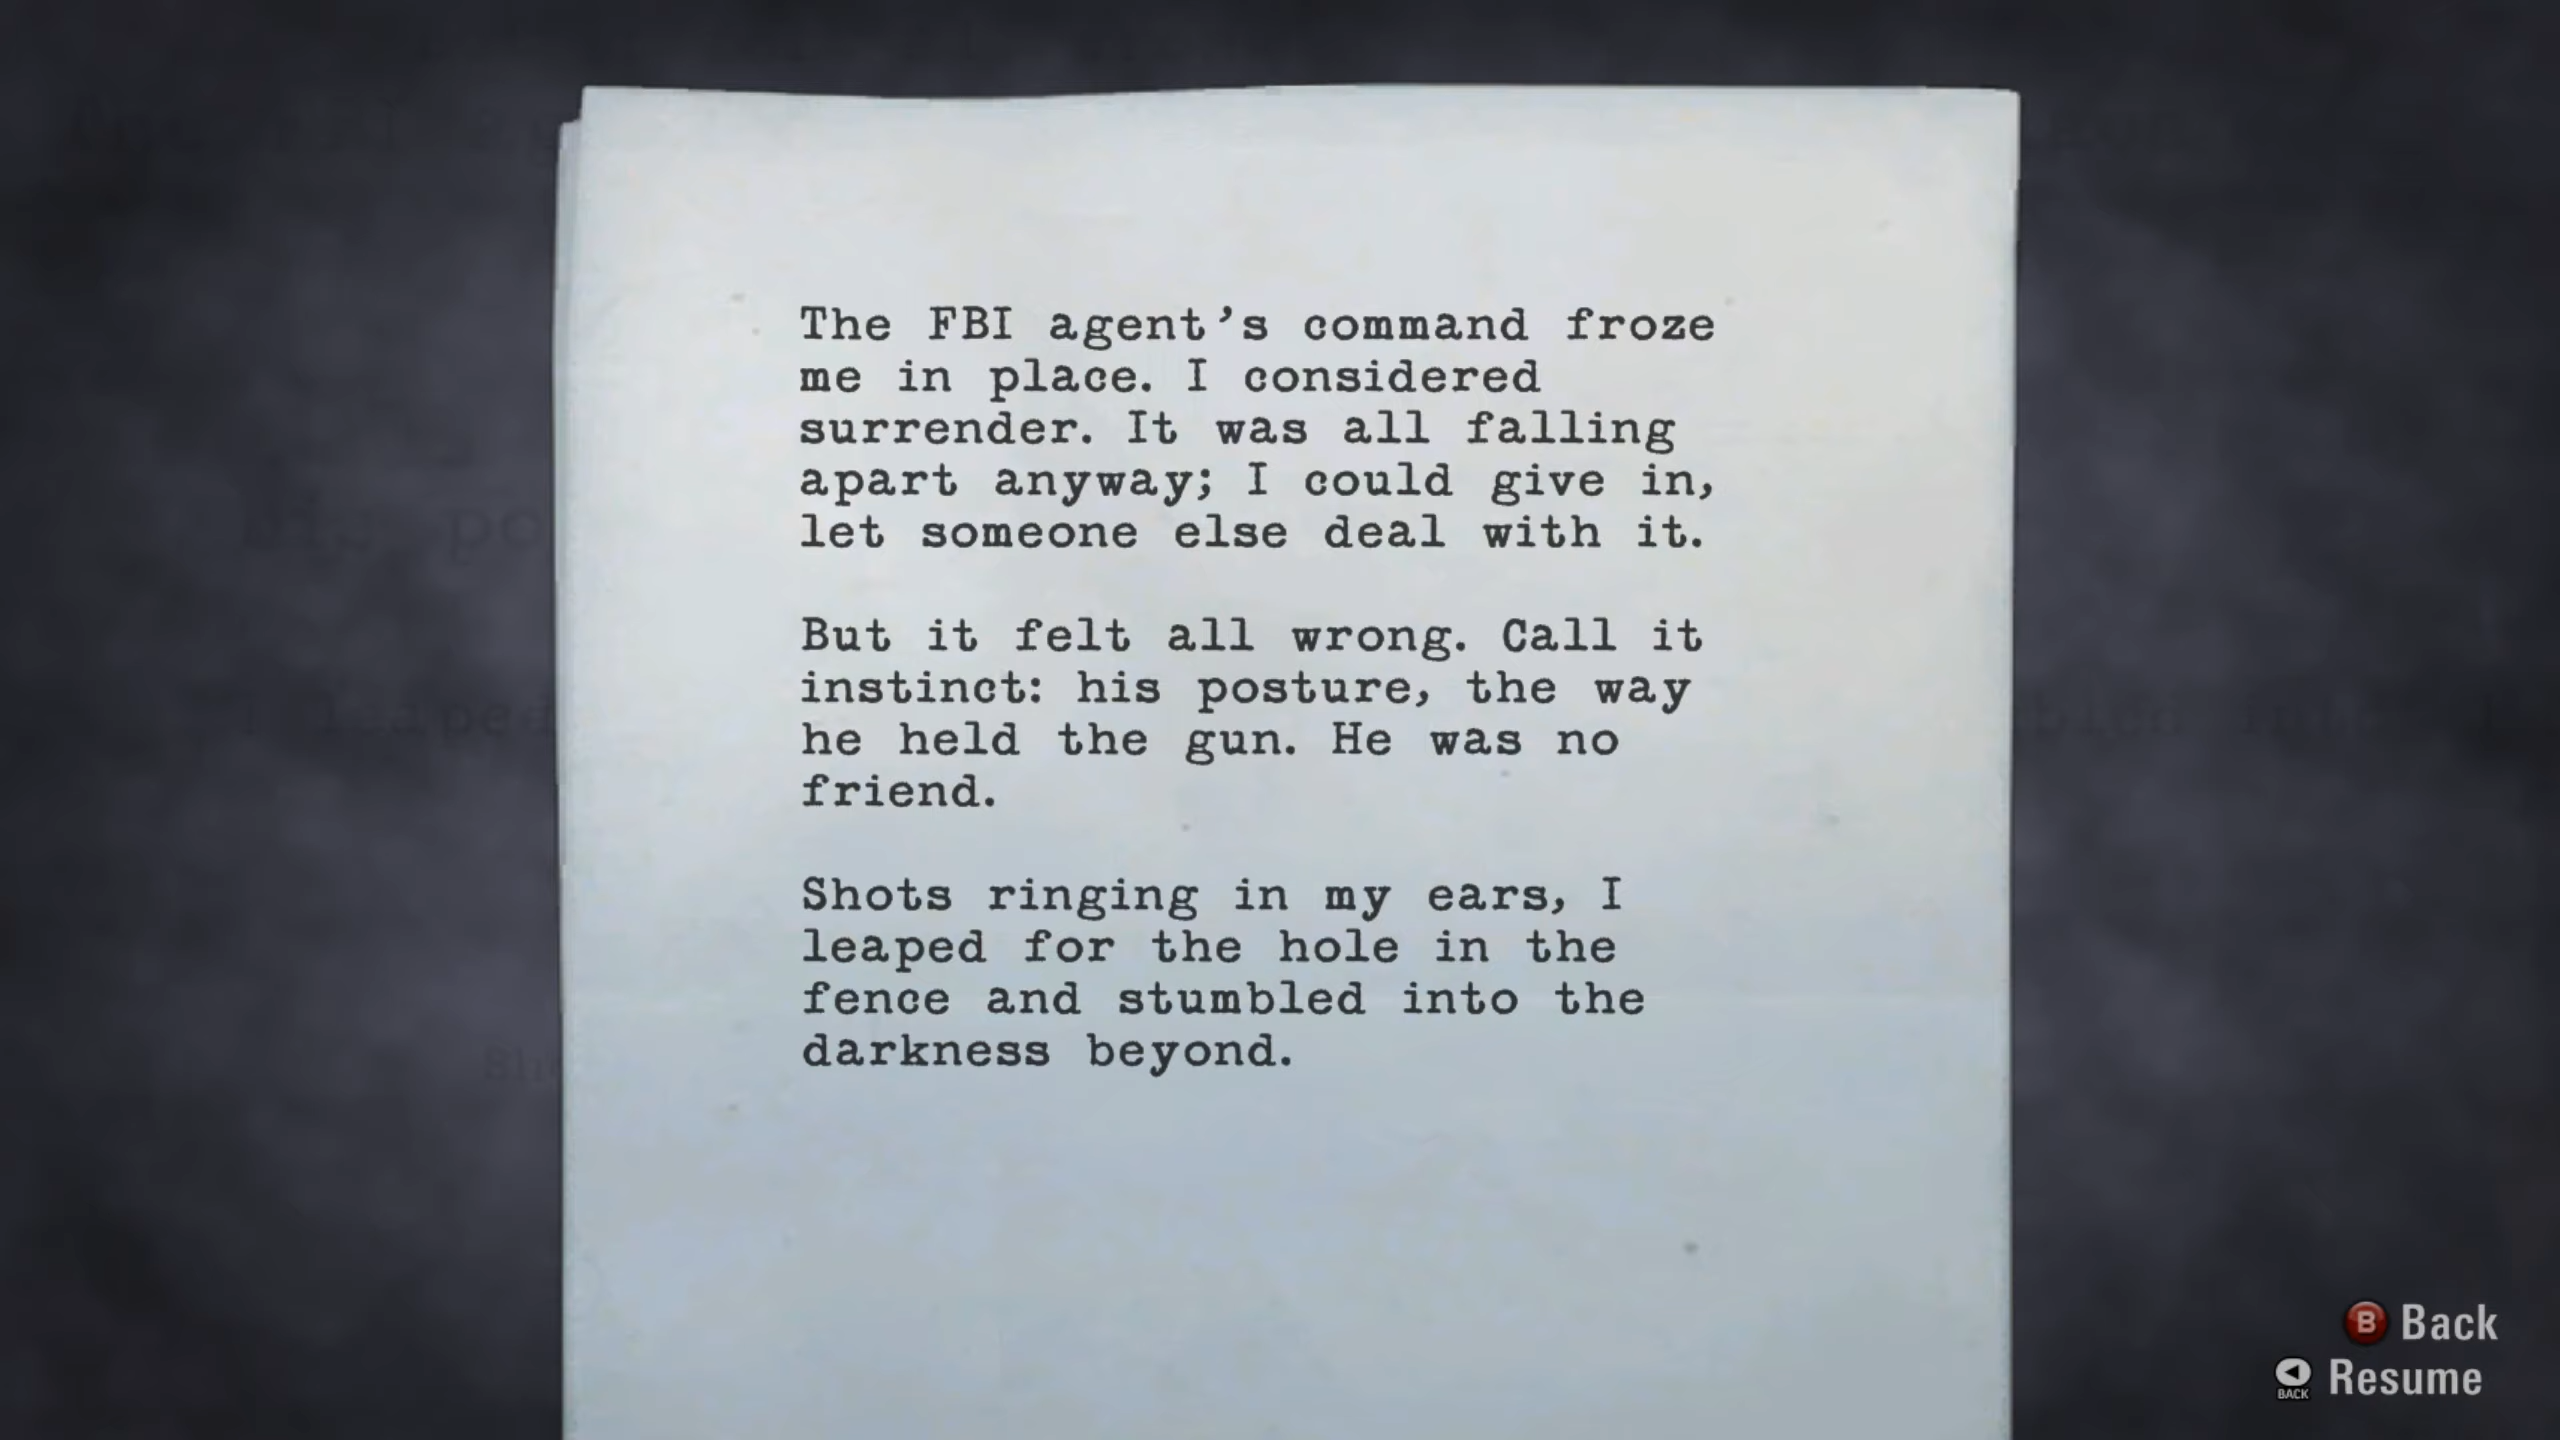 The FBI agent’s command froze
me in place. I considered
surrender. It was all falling
apart anyway; I could give in,
let someone else deal with it.
But it felt all wrong. Call it
instinct: his posture, the way
he held the gun. He was no
friend.
Shots ringing in my ears, I
leaped for the hole in the
fence and stumbled into the
darkness beyond.
B Back
BACK Resume